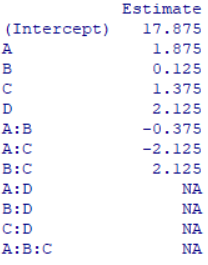 Estimate
(Intercept) 17.875
A 1.875
B 0.125
C 1.375
D 2.125
A:B -0.375
A:C -2.125
B:C 2.125
A:D NA
B:D NA
C:D NA
A:B:C NA